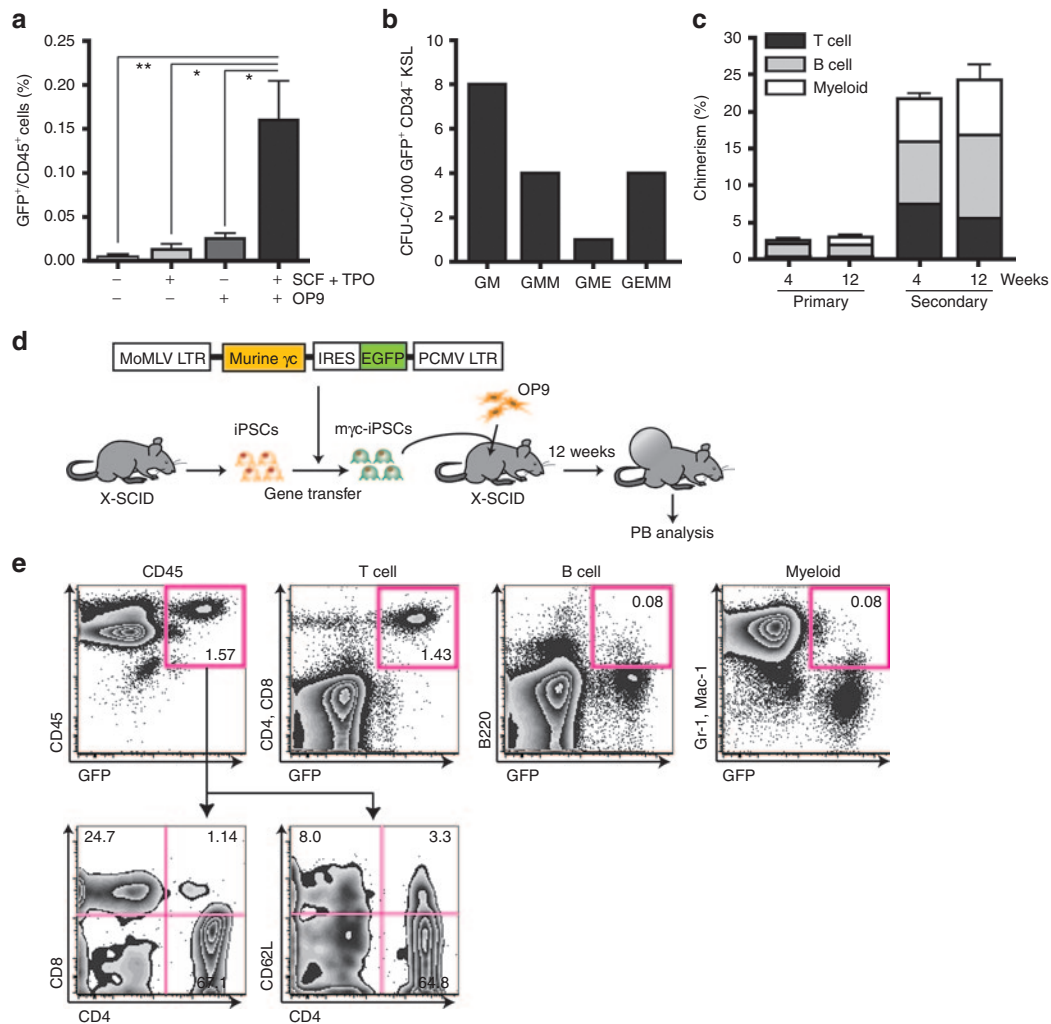 a
0.25
0.20
0.15
0.10
0.05
0.00
GFP⁺/CD45⁺ cells (%)
**
*
*
− + − + SCF + TPO
− − + + OP9
b
10
8
6
4
2
0
CFU-C/100 GFP⁺ CD34⁻ KSL
GM GMM GME GEMM
c
30
25
20
15
10
5
0
Chimerism (%)
T cell
B cell
Myeloid
4 12 4 12 Weeks
Primary Secondary
d
MoMLV LTR Murine γc IRES EGFP PCMV LTR
OP9
iPSCs mγc-iPSCs
12 weeks
Gene transfer
X-SCID X-SCID
PB analysis
e
CD45 T cell B cell Myeloid
1.57
1.43
0.08
0.08
CD45
CD4, CD8
B220
Gr-1, Mac-1
GFP GFP GFP GFP
24.7 1.14
67.1
8.0 3.3
64.8
CD8
CD62L
CD4 CD4